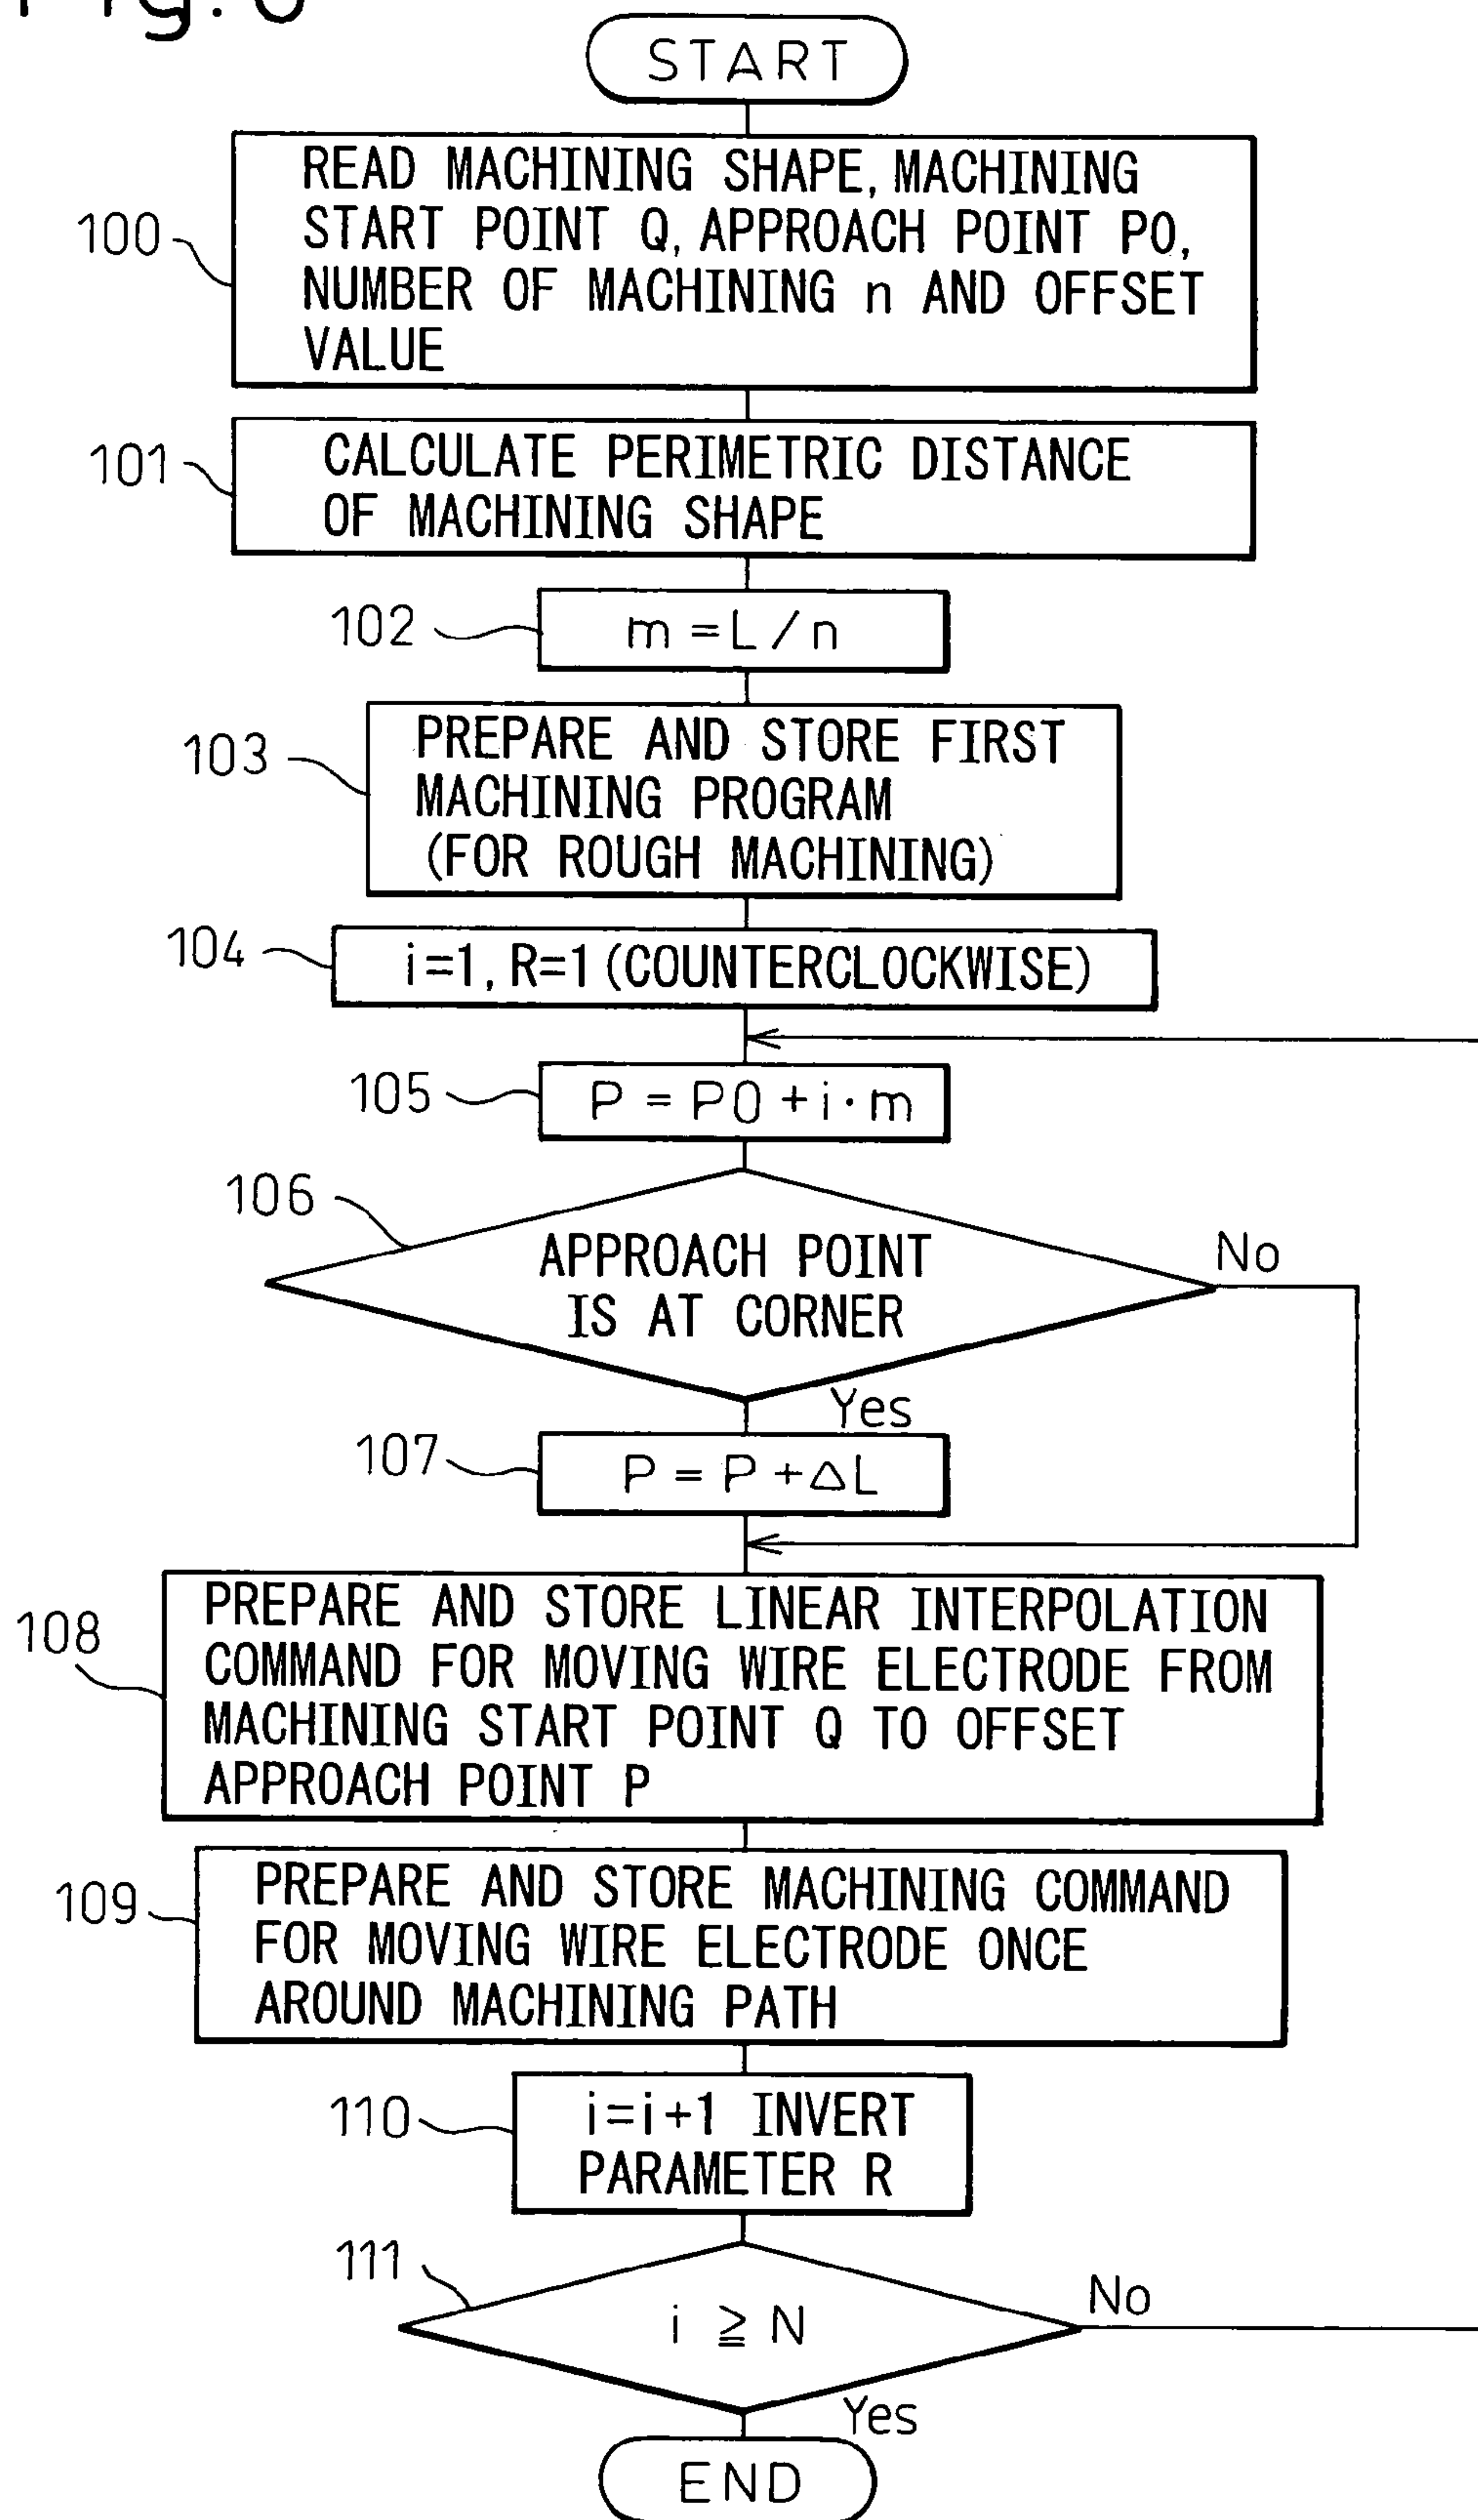 START
READ MACHINING SHAPE, MACHINING
START POINT Q, APPROACH POINT P0,
NUMBER OF MACHINING n AND OFFSET
VALUE
100
CALCULATE PERIMETRIC DISTANCE
OF MACHINING SHAPE
101
102
m=L/n
PREPARE AND STORE FIRST
MACHINING PROGRAM
(FOR ROUGH MACHINING)
103
104
i=1, R=1 (COUNTERCLOCKWISE)
105
P=P0+i·m
106
APPROACH POINT
IS AT CORNER
No
Yes
107
P=P+ΔL
108
PREPARE AND STORE LINEAR INTERPOLATION
COMMAND FOR MOVING WIRE ELECTRODE FROM
MACHINING START POINT Q TO OFFSET
APPROACH POINT P
109
PREPARE AND STORE MACHINING COMMAND
FOR MOVING WIRE ELECTRODE ONCE
AROUND MACHINING PATH
110
i=i+1 INVERT
PARAMETER R
111
i ≧ N
No
Yes
END